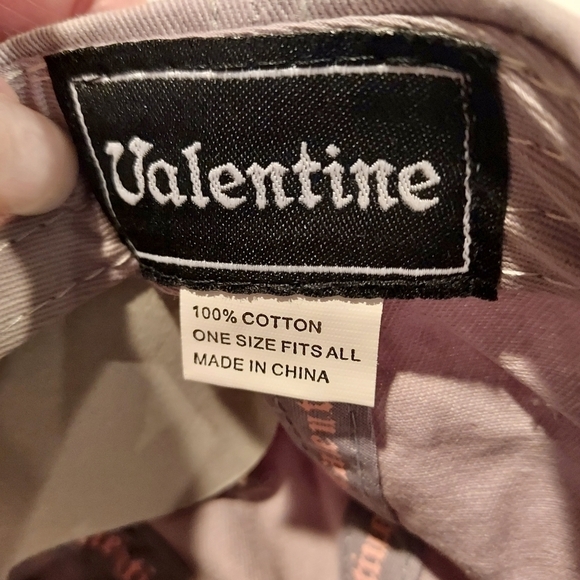 Valentine
100% COTTON
ONE SIZE FITS ALL
MADE IN CHINA